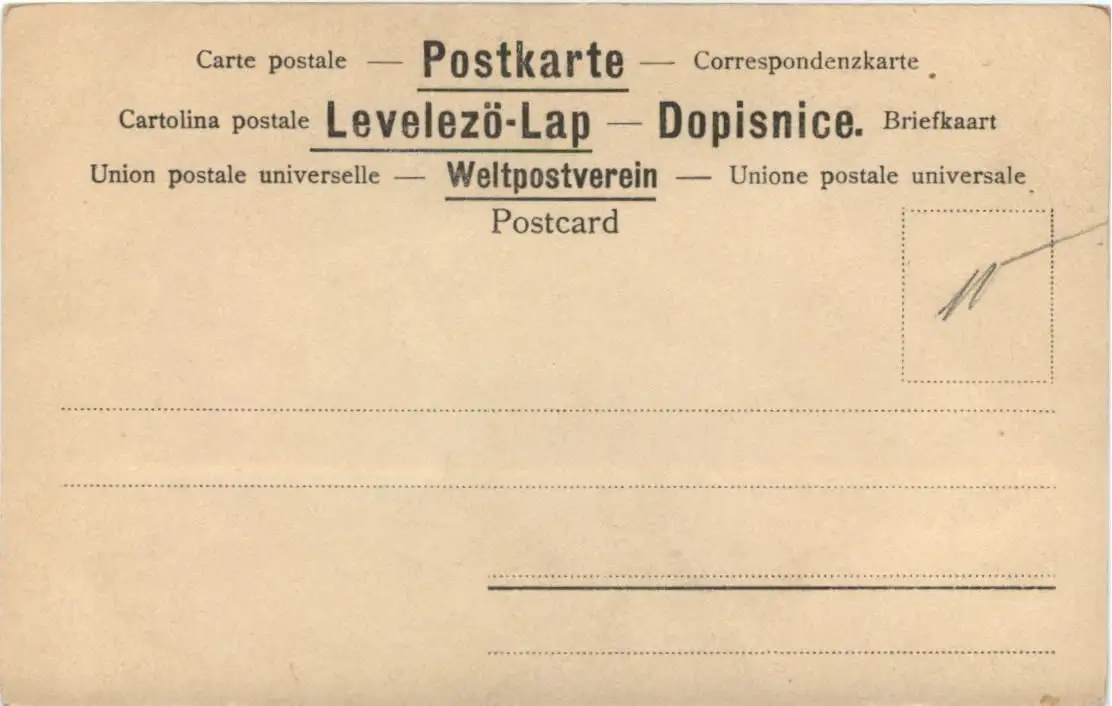 Carte postale — Postkarte — Correspondenzkarte
Cartolina postale Levelezö-Lap — Dopisnice. Briefkaart
Union postale universelle — Weltpostverein — Unione postale universale
Postcard